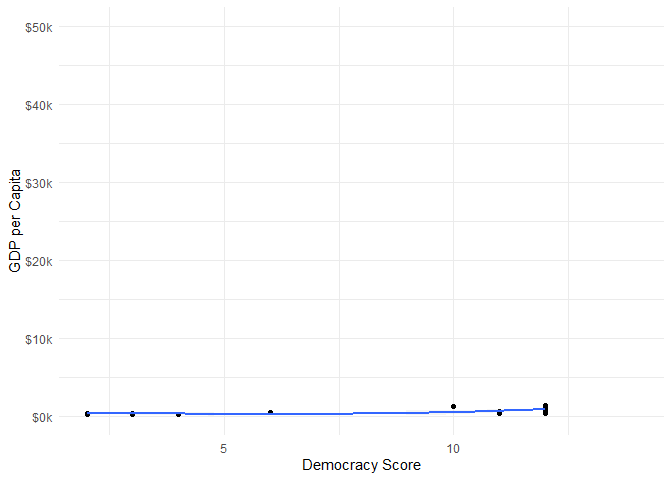 $50k
$40k
$30k
$20k
$10k
$0k
GDP per Capita
5 10
Democracy Score